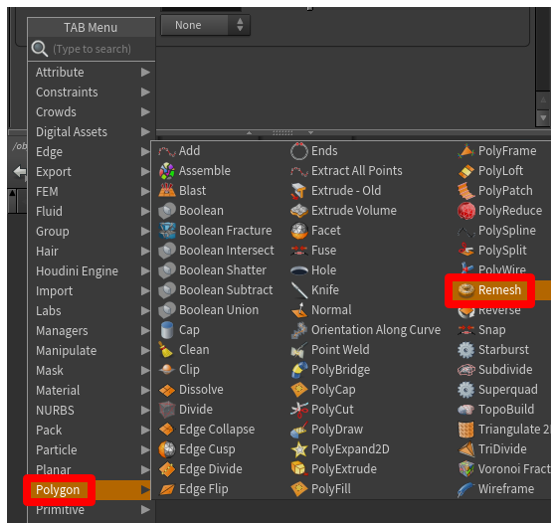 None
TAB Menu
(Type to search)
Attribute
Constraints
Crowds
Digital Assets
Edge
Export
FEM
Fluid
Group
Hair
Houdini Engine
Import
Labs
Managers
Manipulate
Mask
Material
NURBS
Pack
Particle
Planar
Polygon
Primitive
/ob
Add
Assemble
Blast
Boolean
Boolean Fracture
Boolean Intersect
Boolean Shatter
Boolean Subtract
Boolean Union
Cap
Clean
Clip
Dissolve
Divide
Edge Collapse
Edge Cusp
Edge Divide
Edge Flip
Ends
Extract All Points
Extrude - Old
Extrude Volume
Facet
Fuse
Hole
Knife
Normal
Orientation Along Curve
Point Weld
PolyBridge
PolyCap
PolyCut
PolyDraw
PolyExpand2D
PolyExtrude
PolyFill
PolyFrame
PolyLoft
PolyPatch
PolyReduce
PolySpline
PolySplit
PolyWire
Remesh
Reverse
Snap
Starburst
Subdivide
Superquad
TopoBuild
Triangulate 2
TriDivide
Voronoi Fract
Wireframe